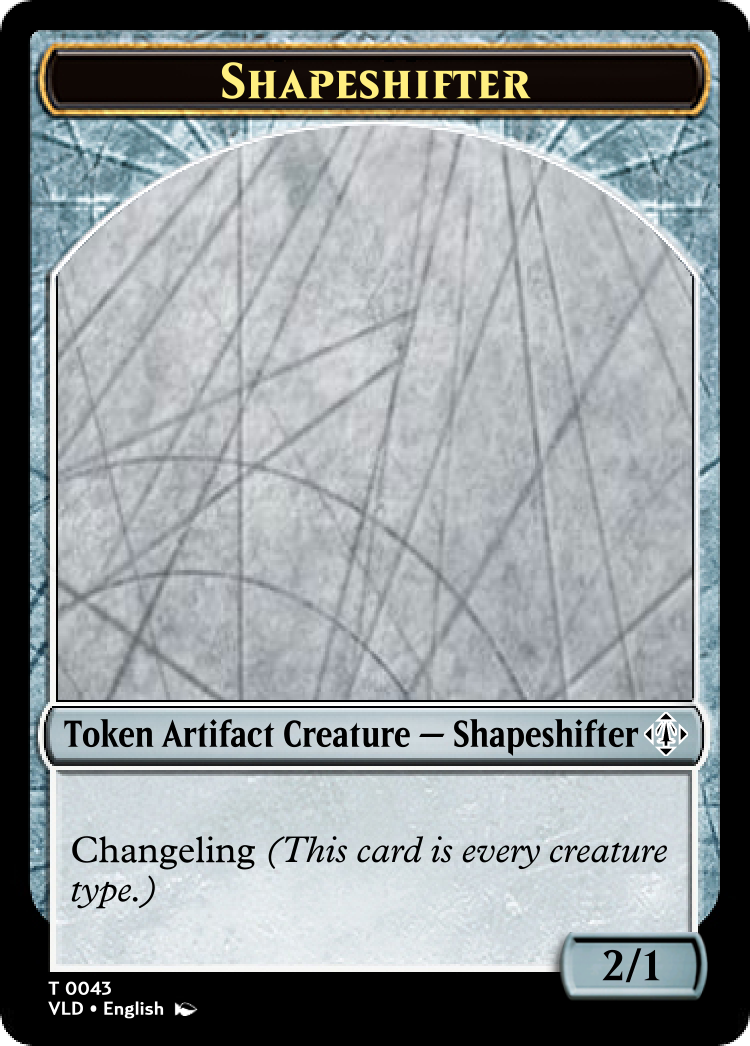 Shapeshifter
Token Artifact Creature — Shapeshifter
Changeling (This card is every creature
type.)
2/1
T 0043
VLD • English